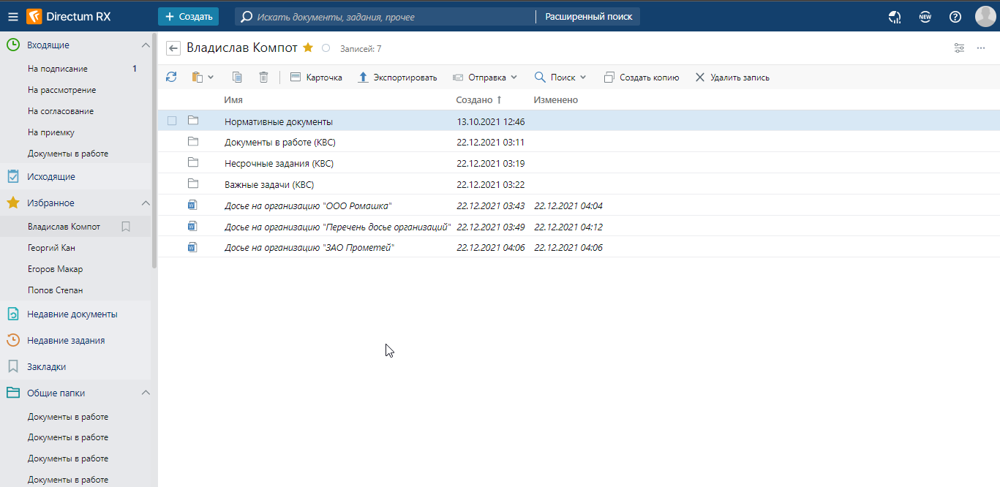 Directum RX
Создать
Искать документы, задания, прочее
Расширенный поиск
NEW
?
Входящие
На подписание 1
На рассмотрение
На согласование
На приемку
Документы в работе
Исходящие
Избранное
Владислав Компот
Георгий Кан
Егоров Макар
Попов Степан
Недавние документы
Недавние задания
Закладки
Общие папки
Документы в работе
Документы в работе
Документы в работе
Документы в работе
Владислав Компот
Записей: 7
Карточка
Экспортировать
Отправка
Поиск
Создать копию
Удалить запись
Имя Создано Изменено
Нормативные документы 13.10.2021 12:46
Документы в работе (КВС) 22.12.2021 03:11
Несрочные задания (КВС) 22.12.2021 03:19
Важные задачи (КВС) 22.12.2021 03:22
Досье на организацию "ООО Ромашка" 22.12.2021 03:43 22.12.2021 04:04
Досье на организацию "Перечень досье организаций" 22.12.2021 03:49 22.12.2021 04:12
Досье на организацию "ЗАО Прометей" 22.12.2021 04:06 22.12.2021 04:06